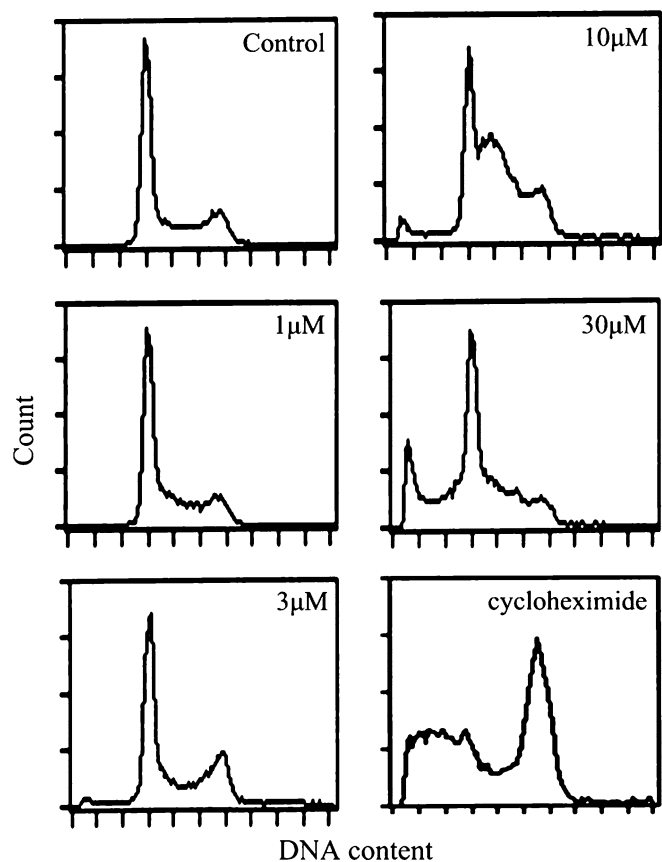 Control
10μM
1μM
30μM
3μM
cycloheximide
Count
DNA content